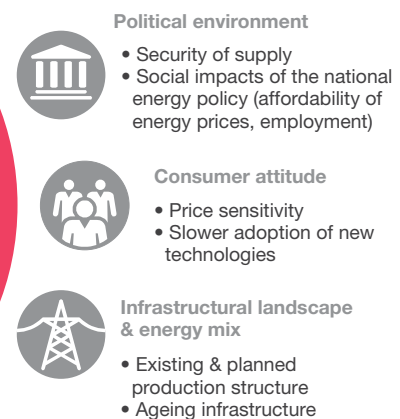 Political environment
• Security of supply
• Social impacts of the national
energy policy (affordability of
energy prices, employment)
Consumer attitude
• Price sensitivity
• Slower adoption of new
technologies
Infrastructural landscape
& energy mix
• Existing & planned
production structure
• Ageing infrastructure